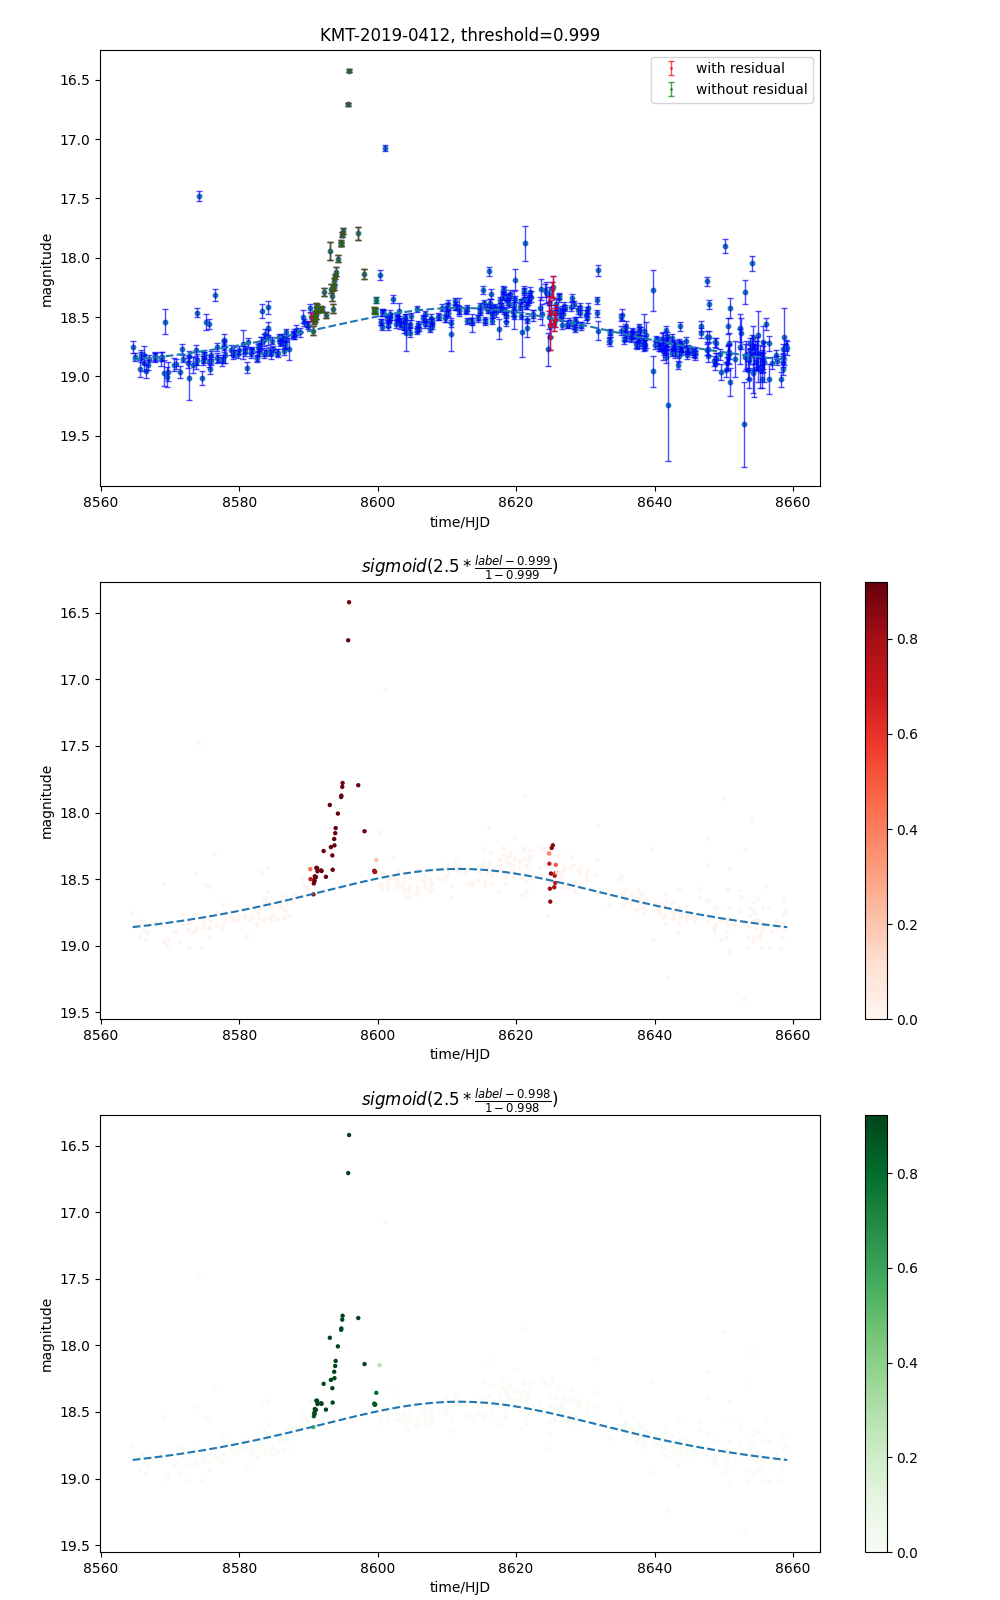 KMT-2019-0412, threshold=0.999
with residual
without residual
16.5
17.0
17.5
18.0
18.5
19.0
19.5
magnitude
8560 8580 8600 8620 8640 8660
time/HJD
sigmoid(2.5 * \frac{label - 0.999}{1 - 0.999})
16.5
17.0
17.5
18.0
18.5
19.0
19.5
magnitude
8560 8580 8600 8620 8640 8660
time/HJD
0.8
0.6
0.4
0.2
0.0
sigmoid(2.5 * \frac{label - 0.998}{1 - 0.998})
16.5
17.0
17.5
18.0
18.5
19.0
19.5
magnitude
8560 8580 8600 8620 8640 8660
time/HJD
0.8
0.6
0.4
0.2
0.0